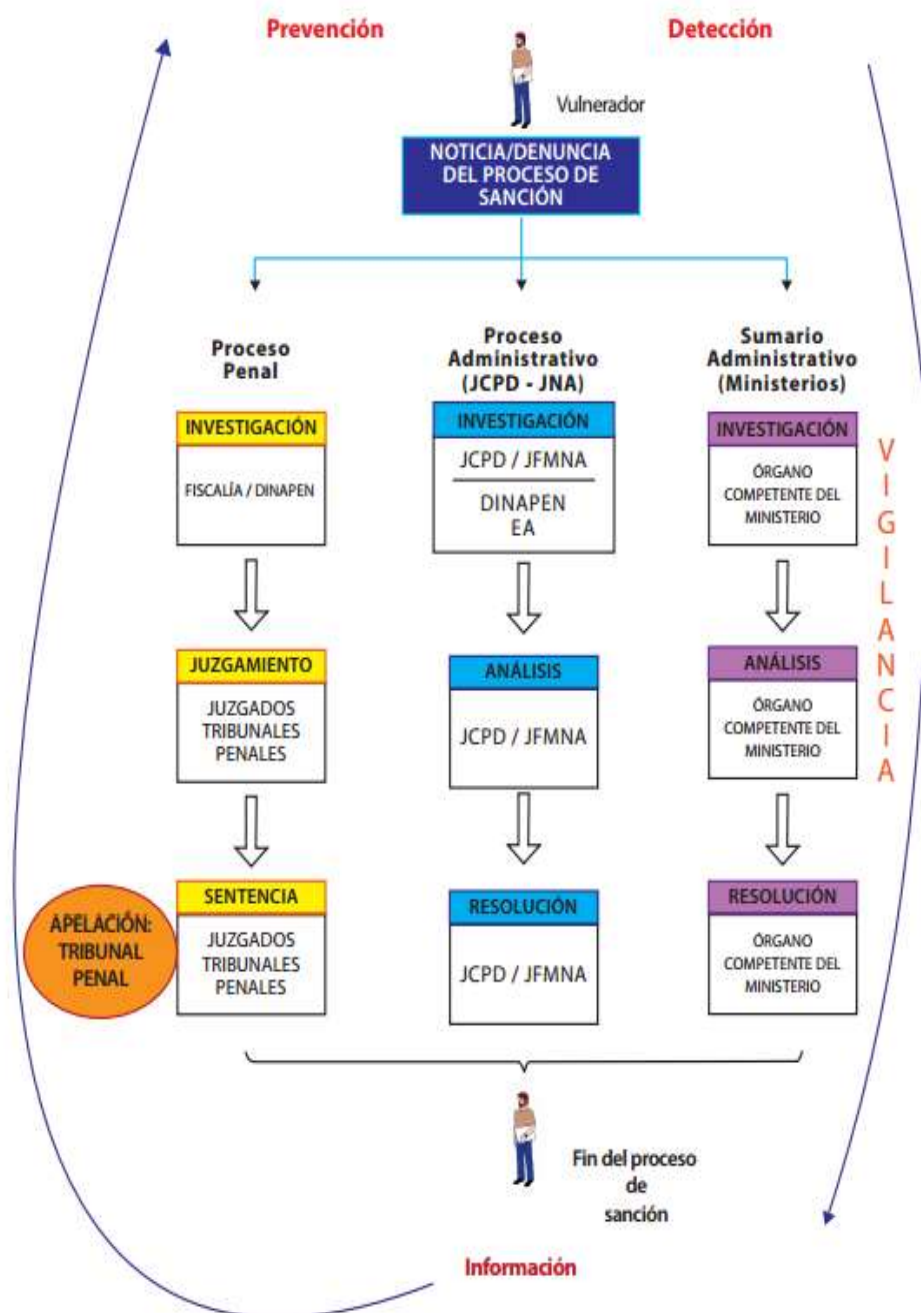 Prevención
Detección
Vulnerador
NOTICIA/DENUNCIA
DEL PROCESO DE
SANCIÓN
Proceso
Penal
INVESTIGACIÓN
FISCALÍA / DINAPEN
JUZGAMIENTO
JUZGADOS
TRIBUNALES
PENALES
SENTENCIA
JUZGADOS
TRIBUNALES
PENALES
APELACIÓN:
TRIBUNAL
PENAL
Proceso
Administrativo
(JCPD - JNA)
INVESTIGACIÓN
JCPD / JFMNA
DINAPEN
EA
ANÁLISIS
JCPD / JFMNA
RESOLUCIÓN
JCPD / JFMNA
Sumario
Administrativo
(Ministerios)
INVESTIGACIÓN
ÓRGANO
COMPETENTE DEL
MINISTERIO
ANÁLISIS
ÓRGANO
COMPETENTE DEL
MINISTERIO
RESOLUCIÓN
ÓRGANO
COMPETENTE DEL
MINISTERIO
VIGILANCIA
Fin del proceso
de
sanción
Información